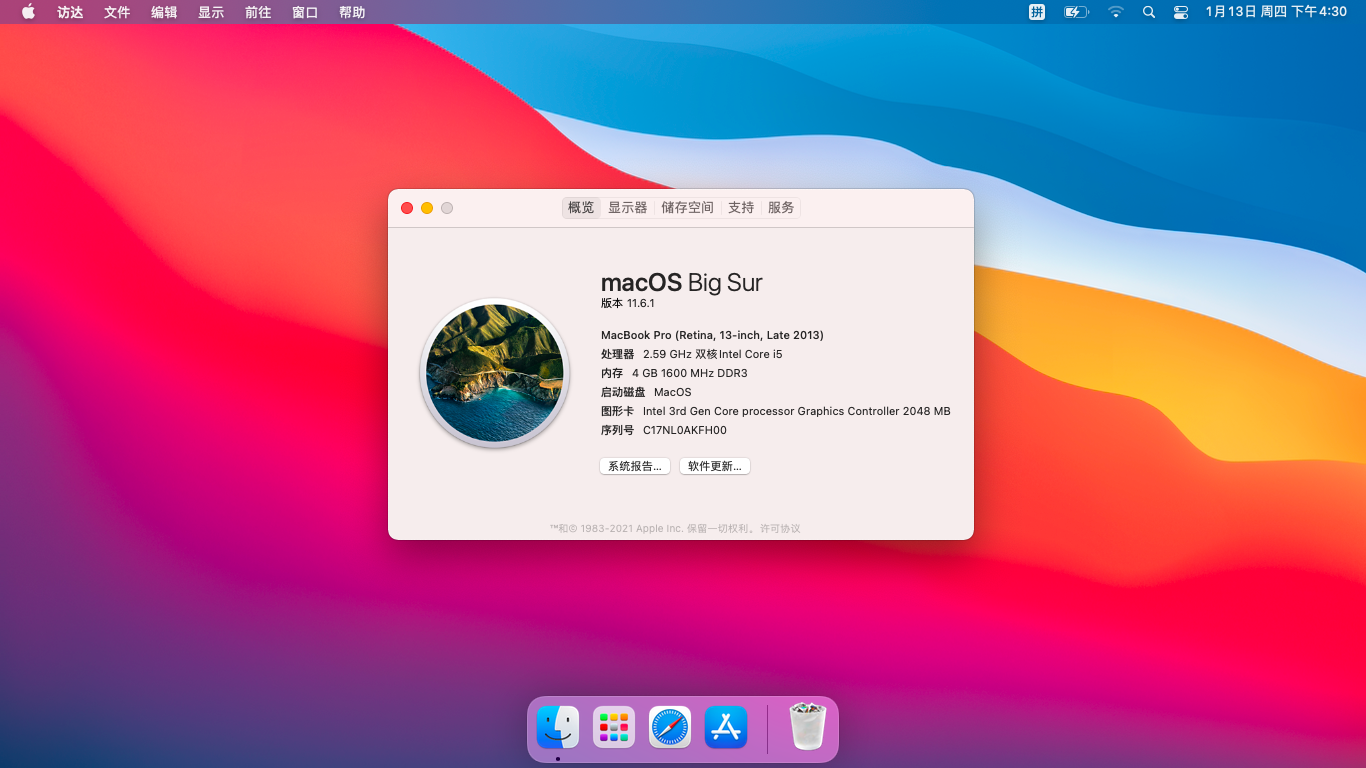 访达 文件 编辑 显示 前往 窗口 帮助 拼 1月13日 周四 下午4:30
概览 显示器 储存空间 支持 服务
macOS Big Sur
版本 11.6.1
MacBook Pro (Retina, 13-inch, Late 2013)
处理器 2.59 GHz 双核Intel Core i5
内存 4 GB 1600 MHz DDR3
启动磁盘 MacOS
图形卡 Intel 3rd Gen Core processor Graphics Controller 2048 MB
序列号 C17NL0AKFH00
系统报告... 软件更新...
™和© 1983-2021 Apple Inc. 保留一切权利。许可协议